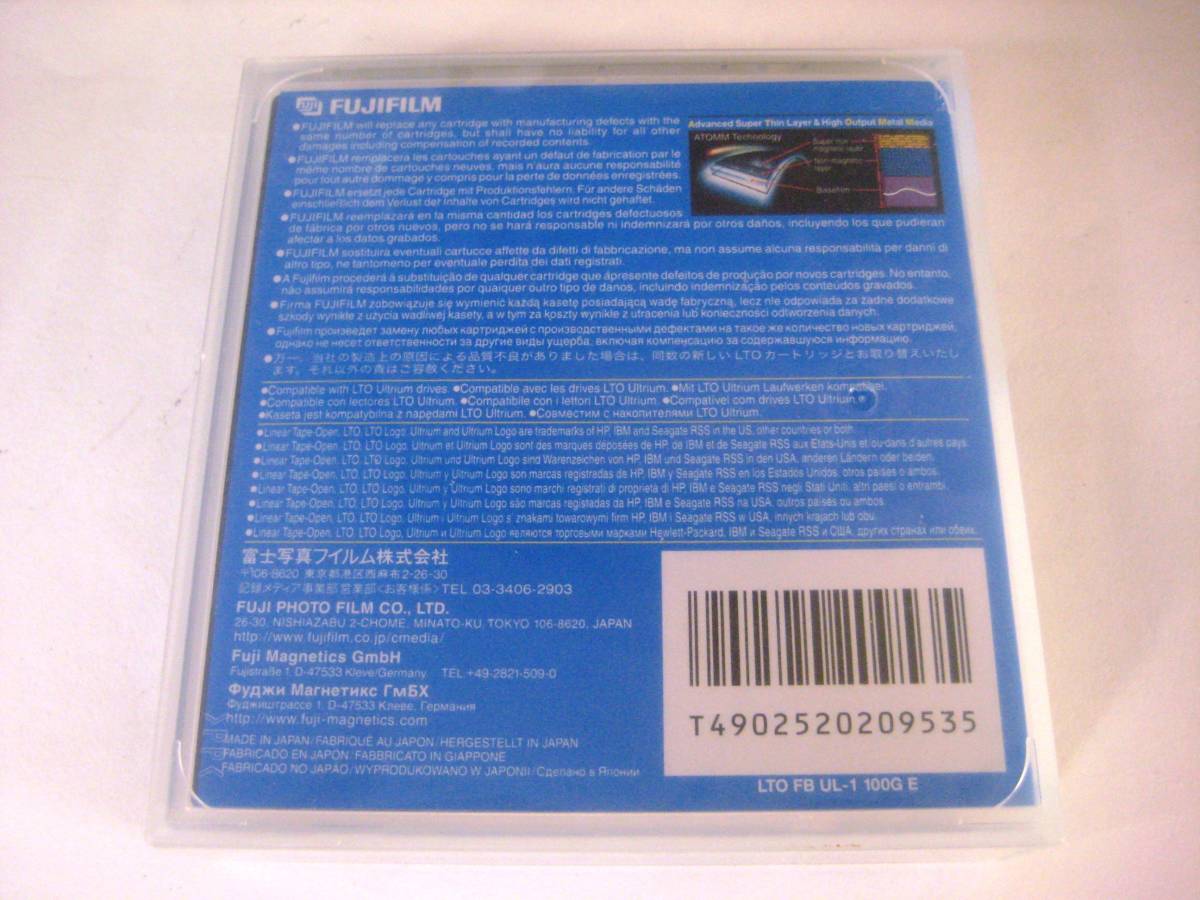 FUJIFILM
●FUJIFILM will replace any cartridge with manufacturing defects with the
same number of cartridges, but shall have no liability for all other
damages including compensation of recorded contents.
●FUJIFILM remplacera les cartouches ayant un défaut de fabrication par le
même nombre de cartouches neuves, mais n'aura aucune responsabilité
pour tout autre dommage y compris pour la perte de données enregistrées.
●FUJIFILM ersetzt jede Cartridge mit Produktionsfehlern. Für andere Schäden
einschließlich dem Verlust der Inhalte von Cartridges wird nicht gehaftet.
●FUJIFILM reemplazará en la misma cantidad los cartridges defectuosos
de fábrica por otros nuevos, pero no se hará responsable ni indemnizará por otros daños, incluyendo los que pudieran
afectar a los datos grabados.
●FUJIFILM sostituirà eventuali cartucce affette da difetti di fabbricazione, ma non assume alcuna responsabilità per danni di
altro tipo, ne tantomeno per eventuale perdita dei dati registrati.
●A Fujifilm procederá à substituição de qualquer cartridge que apresente defeitos de produção por novos cartridges. No entanto,
não assumirá responsabilidades por qualquer outro tipo de danos, incluindo indemnização pelos conteúdos gravados.
●Firma FUJIFILM zobowiązuje się wymienić każdą kasetę posiadającą wadę fabryczną, lecz nie odpowiada za żadne dodatkowe
szkody wynikłe z użycia wadliwej kasety, a w tym za koszty wynikłe z utracenia lub konieczności odtworzenia danych.
●Fujifilm произведет замену любых картриджей с производственными дефектами на такое же количество новых картриджей,
однако не несет ответственности за другие виды ущерба, включая компенсацию за содержавшуюся информацию.
●万一、当社の製造上の原因による品質不良がありました場合は、同数の新しいLTOカートリッジとお取り替えいたし
ます。それ以外の責はご容赦ください。
Advanced Super Thin Layer & High Output Metal Media
ATOMM Technology
Super thin
magnetic layer
Non-magnetic
layer
Basefilm
●Compatible with LTO Ultrium drives. ●Compatible avec les drives LTO Ultrium. ●Mit LTO Ultrium Laufwerken kompatibel.
●Compatible con lectores LTO Ultrium. ●Compatibile con i lettori LTO Ultrium. ●Compatível com drives LTO Ultrium.
●Kaseta jest kompatybilna z napędami LTO Ultrium. ●Совместим с накопителями LTO Ultrium.
●Linear Tape-Open, LTO, LTO Logo, Ultrium and Ultrium Logo are trademarks of HP, IBM and Seagate RSS in the US, other countries or both.
●Linear Tape-Open, LTO, LTO Logo, Ultrium et Ultrium Logo sont des marques déposées de HP, de IBM et de Seagate RSS aux Etats-Unis et ou dans d'autres pays.
●Linear Tape-Open, LTO, LTO Logo, Ultrium und Ultrium Logo sind Warenzeichen von HP, IBM und Seagate RSS in den USA, anderen Ländern oder beiden.
●Linear Tape-Open, LTO, LTO Logo, Ultrium y Ultrium Logo son marcas registradas de HP, IBM y Seagate RSS en los Estados Unidos, otros países o ambos.
●Linear Tape-Open, LTO, LTO Logo, Ultrium y Ultrium Logo sono marchi registrati di proprietà di HP, IBM e Seagate RSS negli Stati Uniti, altri paesi o entrambi.
●Linear Tape-Open, LTO, LTO Logo, Ultrium y Ultrium Logo são marcas registadas da HP, IBM e Seagate RSS na USA, outros países ou ambos.
●Linear Tape-Open, LTO, LTO Logo, Ultrium i Ultrium Logo są znakami towarowymi firm HP, IBM i Seagate RSS w USA, innych krajach lub obu.
●Linear Tape-Open, LTO, LTO Logo, Ultrium и Ultrium Logo являются торговыми марками Hewlett-Packard, IBM и Seagate RSS и США, других странах или обеих.
富士写真フイルム株式会社
〒106-8620 東京都港区西麻布2-26-30
記録メディア事業部営業部〈お客様係〉TEL 03-3406-2903
FUJI PHOTO FILM CO., LTD.
26-30, NISHIAZABU 2-CHOME, MINATO-KU, TOKYO 106-8620, JAPAN
http://www.fujifilm.co.jp/cmedia/
Fuji Magnetics GmbH
Fujistraße 1, D-47533 Kleve/Germany TEL +49-2821-509-0
Фуджи Магнетикс ГмБХ
Фуджиштрассе 1, D-47533 Клеве, Германия
http://www.fuji-magnetics.com
MADE IN JAPAN/FABRIQUÉ AU JAPON/HERGESTELLT IN JAPAN
FABRICADO EN JAPÓN/FABBRICATO IN GIAPPONE
FABRICADO NO JAPÃO/WYPRODUKOWANO W JAPONII/Сделано в Японии
T4902520209535
LTO FB UL-1 100G E